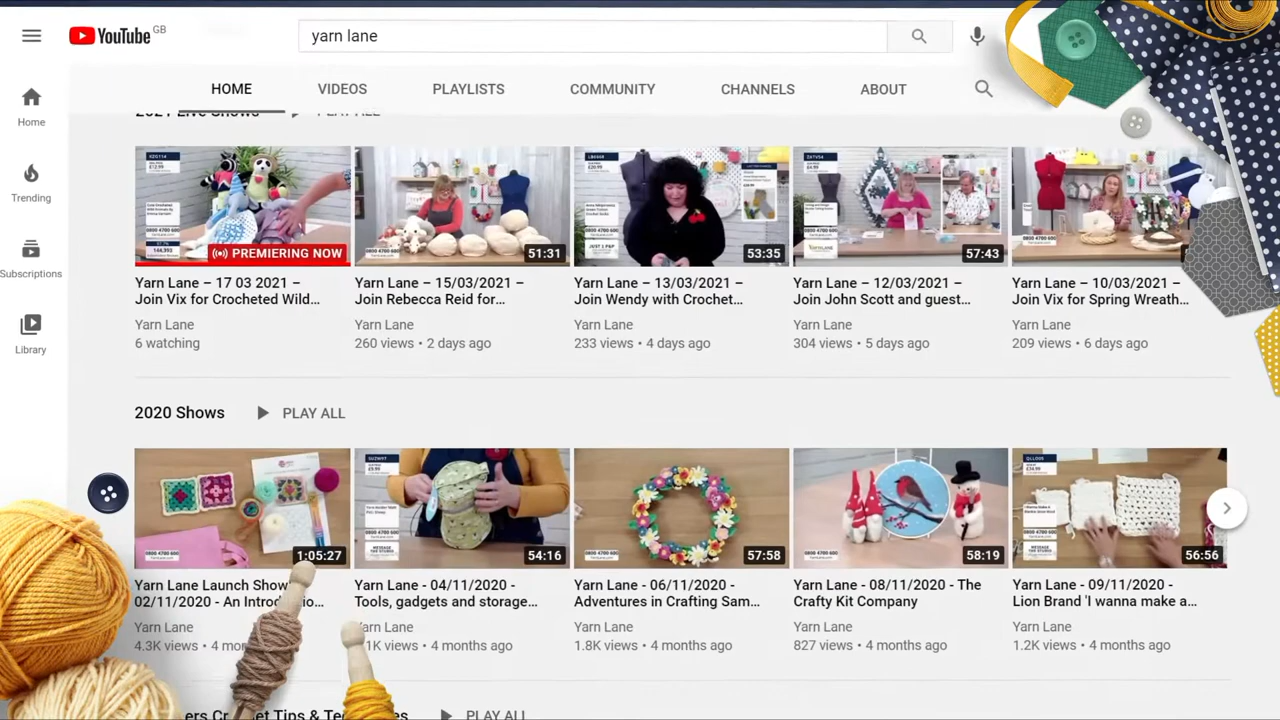 YouTube GB
yarn lane
Home
Trending
Subscriptions
Library
HOME VIDEOS PLAYLISTS COMMUNITY CHANNELS ABOUT
2021 Live Shows PLAY ALL
PREMIERING NOW
51:31
53:35
57:43
Yarn Lane – 17 03 2021 –
Join Vix for Crocheted Wild...
Yarn Lane
6 watching
Yarn Lane – 15/03/2021 –
Join Rebecca Reid for...
Yarn Lane
260 views • 2 days ago
Yarn Lane – 13/03/2021 –
Join Wendy with Crochet...
Yarn Lane
233 views • 4 days ago
Yarn Lane – 12/03/2021 –
Join John Scott and guest...
Yarn Lane
304 views • 5 days ago
Yarn Lane – 10/03/2021 –
Join Vix for Spring Wreath...
Yarn Lane
209 views • 6 days ago
2020 Shows PLAY ALL
1:05:27
54:16
57:58
58:19
56:56
Yarn Lane Launch Show
02/11/2020 - An
Yarn Lane
4.3K views
Yarn Lane - 04/11/2020 -
Tools, gadgets and storage...
Yarn Lane
1K views • 4 months ago
Yarn Lane - 06/11/2020 -
Adventures in Crafting Sam...
Yarn Lane
1.8K views • 4 months ago
Yarn Lane - 08/11/2020 - The
Crafty Kit Company
Yarn Lane
827 views • 4 months ago
Yarn Lane - 09/11/2020 -
Lion Brand 'I wanna make a...
Yarn Lane
1.2K views • 4 months ago
PLAY ALL